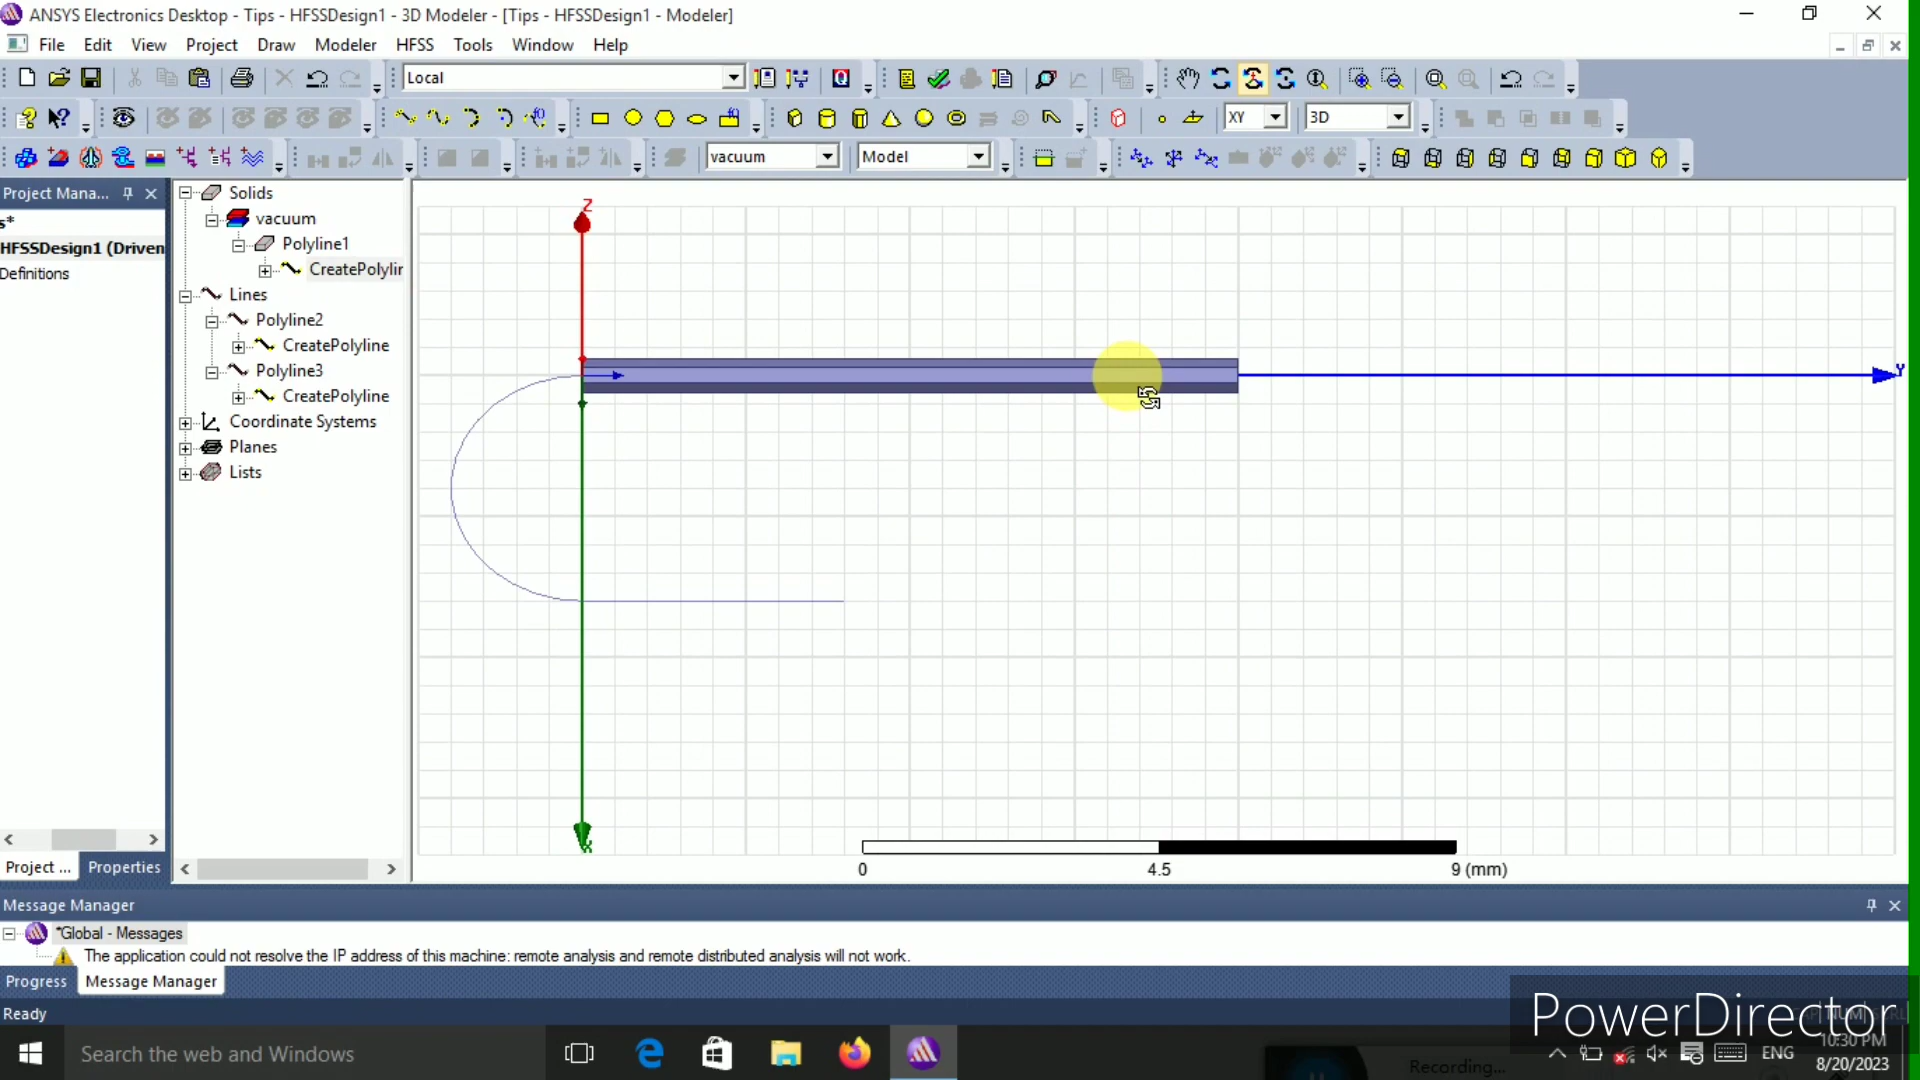 ANSYS Electronics Desktop - Tips - HFSSDesign1 - 3D Modeler - [Tips - HFSSDesign1 - Modeler]
File Edit View Project Draw Modeler HFSS Tools Window Help
Local
XY 3D
vacuum Model
Project Mana...
s*
HFSSDesign1 (Driven
Definitions
Solids
vacuum
Polyline1
CreatePolylin
Lines
Polyline2
CreatePolyline
Polyline3
CreatePolyline
Coordinate Systems
Planes
Lists
Z
Y
X
0 4.5 9 (mm)
Project ... Properties
Message Manager
*Global - Messages
The application could not resolve the IP address of this machine: remote analysis and remote distributed analysis will not work.
Progress Message Manager
Ready
PowerDirector
NUM
Search the web and Windows
Recording...
ENG
10:30 PM
8/20/2023